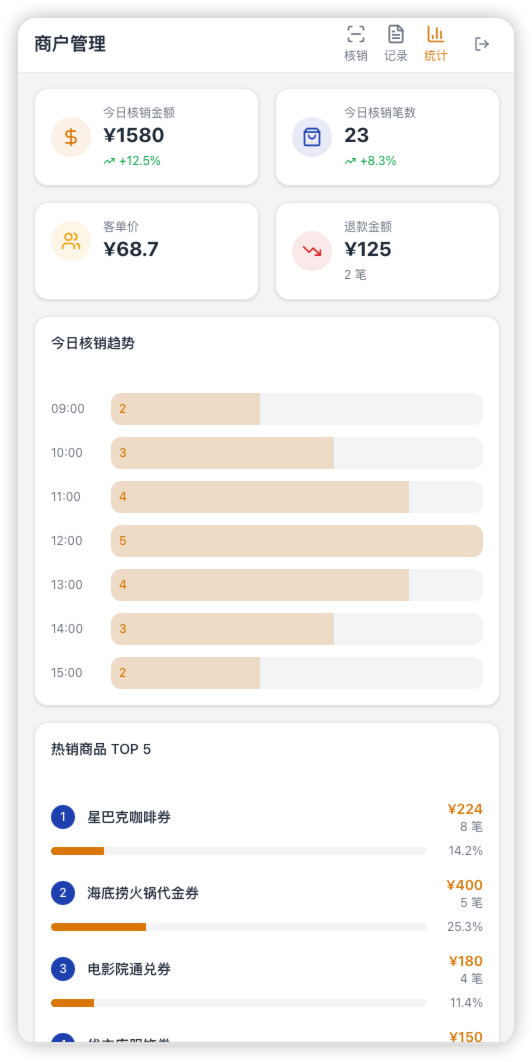 商户管理
核销 记录 统计
今日核销金额
¥1580
+12.5%
今日核销笔数
23
+8.3%
客单价
¥68.7
退款金额
¥125
2 笔
今日核销趋势
09:00 2
10:00 3
11:00 4
12:00 5
13:00 4
14:00 3
15:00 2
热销商品 TOP 5
1 星巴克咖啡券 ¥224
8 笔
14.2%
2 海底捞火锅代金券 ¥400
5 笔
25.3%
3 电影院通兑券 ¥180
4 笔
11.4%
¥150